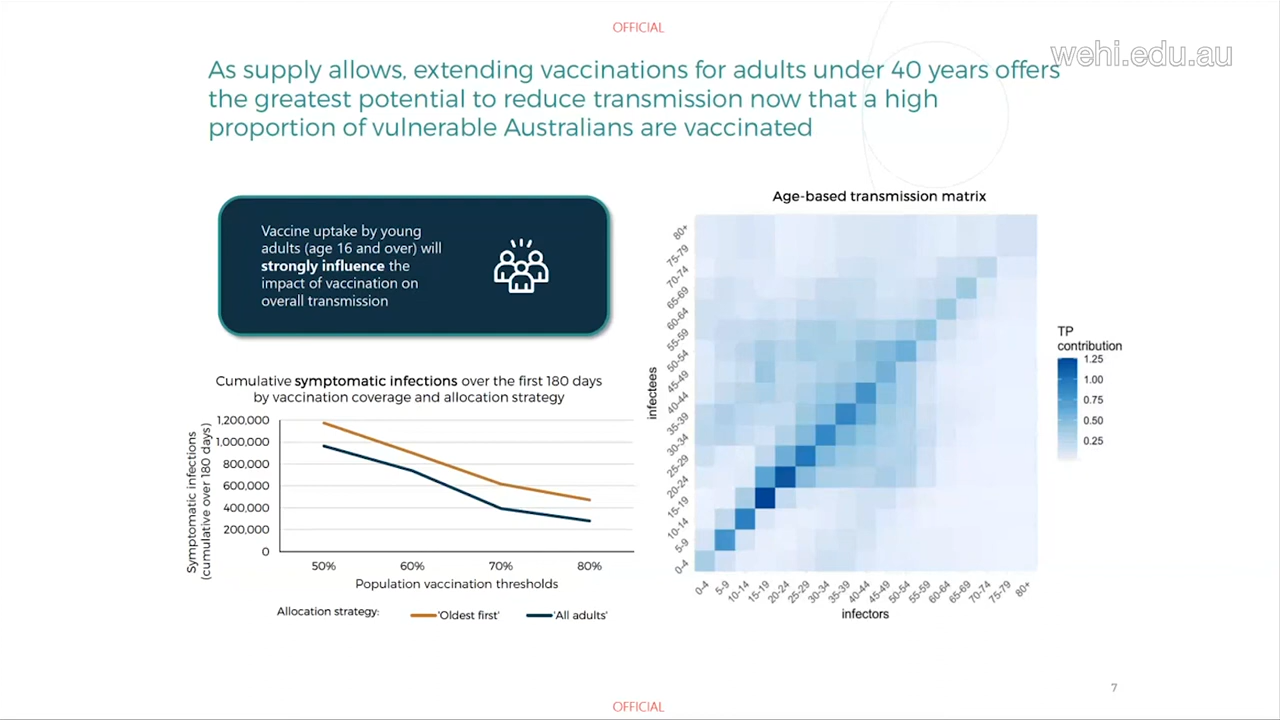 OFFICIAL
wehi.edu.au
As supply allows, extending vaccinations for adults under 40 years offers
the greatest potential to reduce transmission now that a high
proportion of vulnerable Australians are vaccinated
Vaccine uptake by young
adults (age 16 and over) will
strongly influence the
impact of vaccination on
overall transmission
Cumulative symptomatic infections over the first 180 days
by vaccination coverage and allocation strategy
Symptomatic infections
(cumulative over 180 days)
1,200,000
1,000,000
800,000
600,000
400,000
200,000
0
50% 60% 70% 80%
Population vaccination thresholds
Allocation strategy: 'Oldest first' 'All adults'
Age-based transmission matrix
infectees
80+
75-79
70-74
65-69
60-64
55-59
50-54
45-49
40-44
35-39
30-34
25-29
20-24
15-19
10-14
5-9
0-4
0-4 5-9 10-14 15-19 20-24 25-29 30-34 35-39 40-44 45-49 50-54 55-59 60-64 65-69 70-74 75-79 80+
infectors
TP
contribution
1.25
1.00
0.75
0.50
0.25
7
OFFICIAL